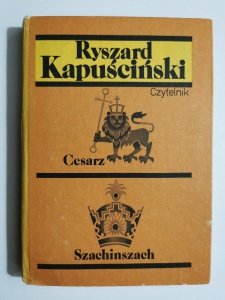 Ryszard
Kapuściński
Czytelnik
Cesarz
Szachinszach